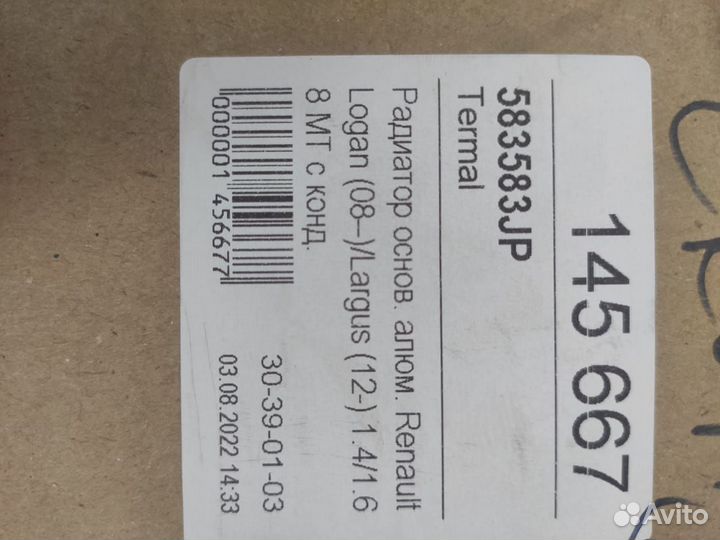 145 667
583583JP
Termal
Радиатор основ. алюм. Renault
Logan (08-)/Largus (12-) 1.4/1.6
8 МТ с конд.
000001 456677
30-39-01-03
03.08.2022 14:33
Avito